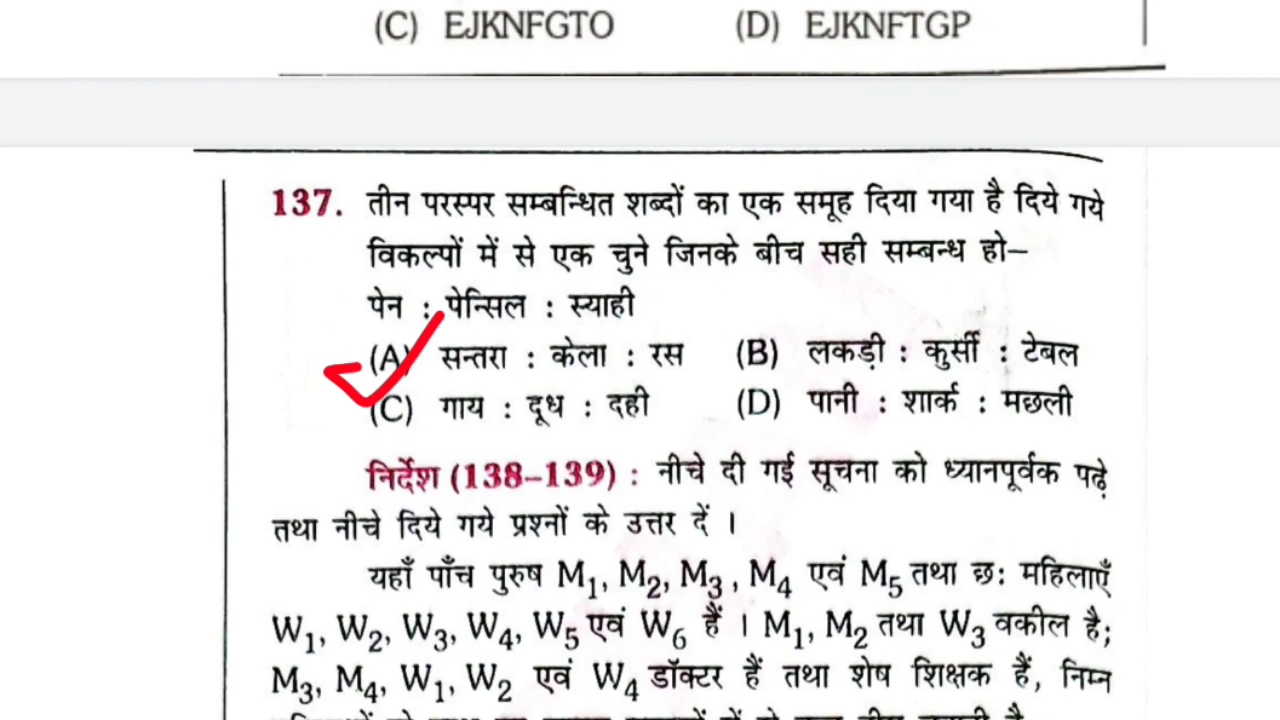 (C) EJKNFGTO (D) EJKNFTGP
137. तीन परस्पर सम्बन्धित शब्दों का एक समूह दिया गया है दिये गये
विकल्पों में से एक चुने जिनके बीच सही सम्बन्ध हो–
पेन : पेन्सिल : स्याही
(A) सन्तरा : केला : रस (B) लकड़ी : कुर्सी : टेबल
(C) गाय : दूध : दही (D) पानी : शार्क : मछली
निर्देश (138–139) : नीचे दी गई सूचना को ध्यानपूर्वक पढ़े
तथा नीचे दिये गये प्रश्नों के उत्तर दें ।
यहाँ पाँच पुरुष M₁, M₂, M₃, M₄ एवं M₅ तथा छः महिलाएँ
W₁, W₂, W₃, W₄, W₅ एवं W₆ हैं । M₁, M₂ तथा W₃ वकील है;
M₃, M₄, W₁, W₂ एवं W₄ डॉक्टर हैं तथा शेष शिक्षक हैं, निम्न